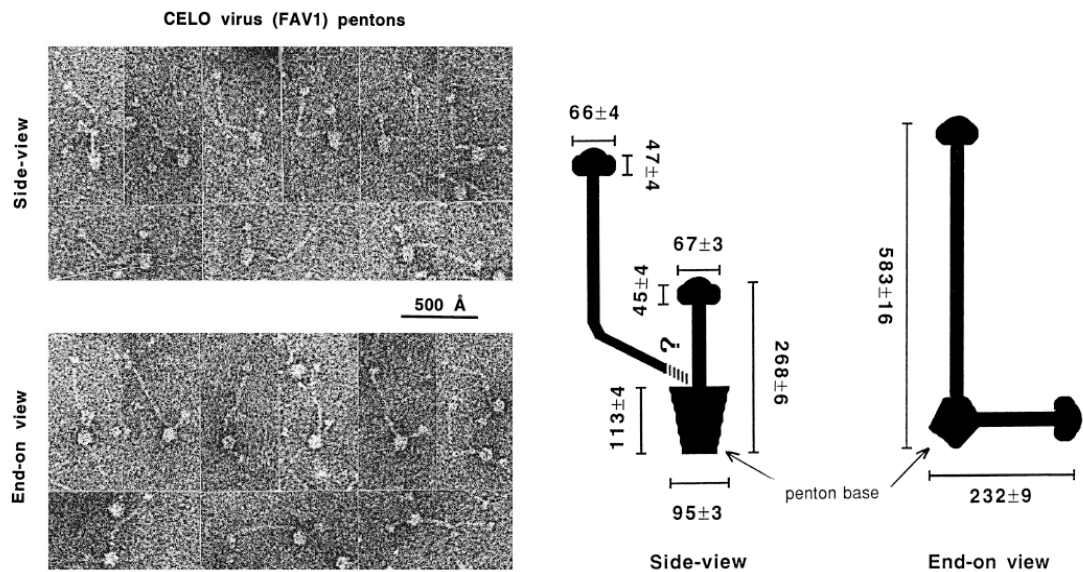 CELO virus (FAV1) pentons
Side-view
500 Å
End-on view
66±4
47±4
67±3
45±4
?
268±6
113±4
95±3
penton base
Side-view
583±16
232±9
End-on view